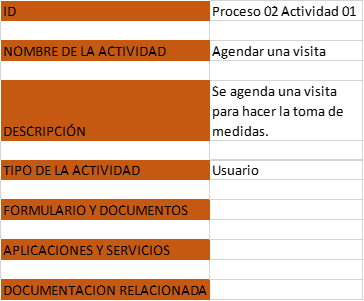 ID Proceso 02 Actividad 01
NOMBRE DE LA ACTIVIDAD Agendar una visita
Se agenda una visita
para hacer la toma de
DESCRIPCIÓN medidas.
TIPO DE LA ACTIVIDAD Usuario
FORMULARIO Y DOCUMENTOS
APLICACIONES Y SERVICIOS
DOCUMENTACION RELACIONADA